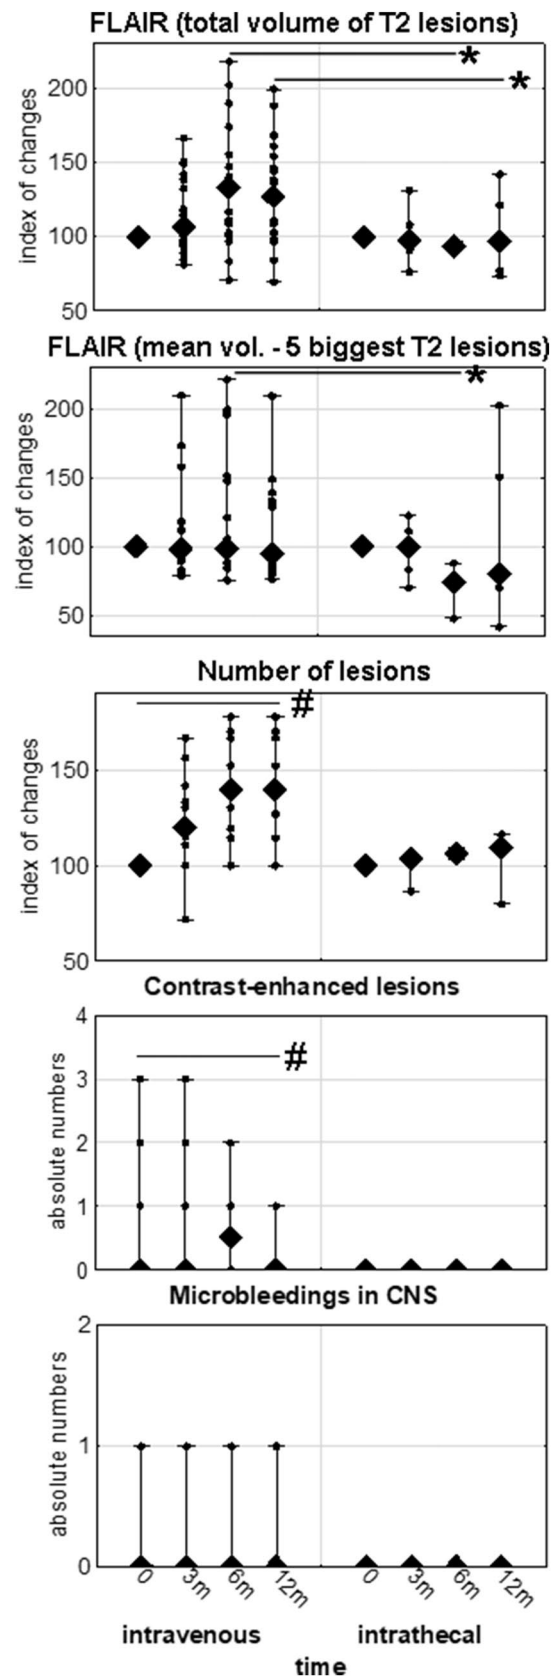 FLAIR (total volume of T2 lesions)
index of changes
200
150
100
50
*
*
FLAIR (mean vol. - 5 biggest T2 lesions)
index of changes
200
150
100
50
*
Number of lesions
index of changes
150
100
50
#
Contrast-enhanced lesions
absolute numbers
4
3
2
1
0
#
Microbleedings in CNS
absolute numbers
2
1
0
0 3m 6m 12m 0 3m 6m 12m
intravenous intrathecal
time